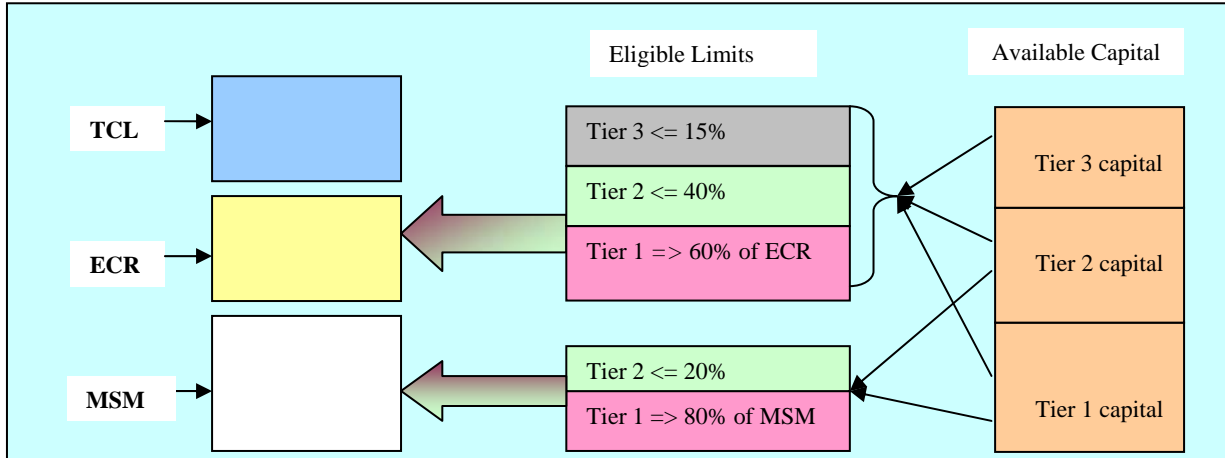 Eligible Limits
Available Capital
TCL
ECR
MSM
Tier 3 <= 15%
Tier 2 <= 40%
Tier 1 => 60% of ECR
Tier 2 <= 20%
Tier 1 => 80% of MSM
Tier 3 capital
Tier 2 capital
Tier 1 capital